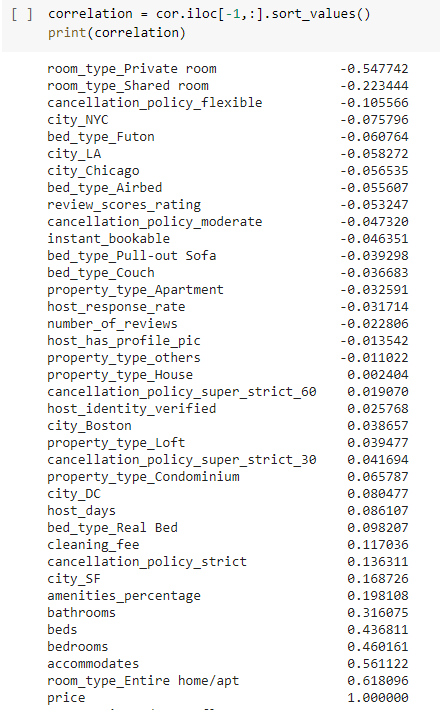 [ ] correlation = cor.iloc[-1,:].sort_values()
print(correlation)
room_type_Private room -0.547742
room_type_Shared room -0.223444
cancellation_policy_flexible -0.105566
city_NYC -0.075796
bed_type_Futon -0.060764
city_LA -0.058272
city_Chicago -0.056535
bed_type_Airbed -0.055607
review_scores_rating -0.053247
cancellation_policy_moderate -0.047320
instant_bookable -0.046351
bed_type_Pull-out Sofa -0.039298
bed_type_Couch -0.036683
property_type_Apartment -0.032591
host_response_rate -0.031714
number_of_reviews -0.022806
host_has_profile_pic -0.013542
property_type_others -0.011022
property_type_House 0.002404
cancellation_policy_super_strict_60 0.019070
host_identity_verified 0.025768
city_Boston 0.038657
property_type_Loft 0.039477
cancellation_policy_super_strict_30 0.041694
property_type_Condominium 0.065787
city_DC 0.080477
host_days 0.086107
bed_type_Real Bed 0.098207
cleaning_fee 0.117036
cancellation_policy_strict 0.136311
city_SF 0.168726
amenities_percentage 0.198108
bathrooms 0.316075
beds 0.436811
bedrooms 0.460161
accommodates 0.561122
room_type_Entire home/apt 0.618096
price 1.000000